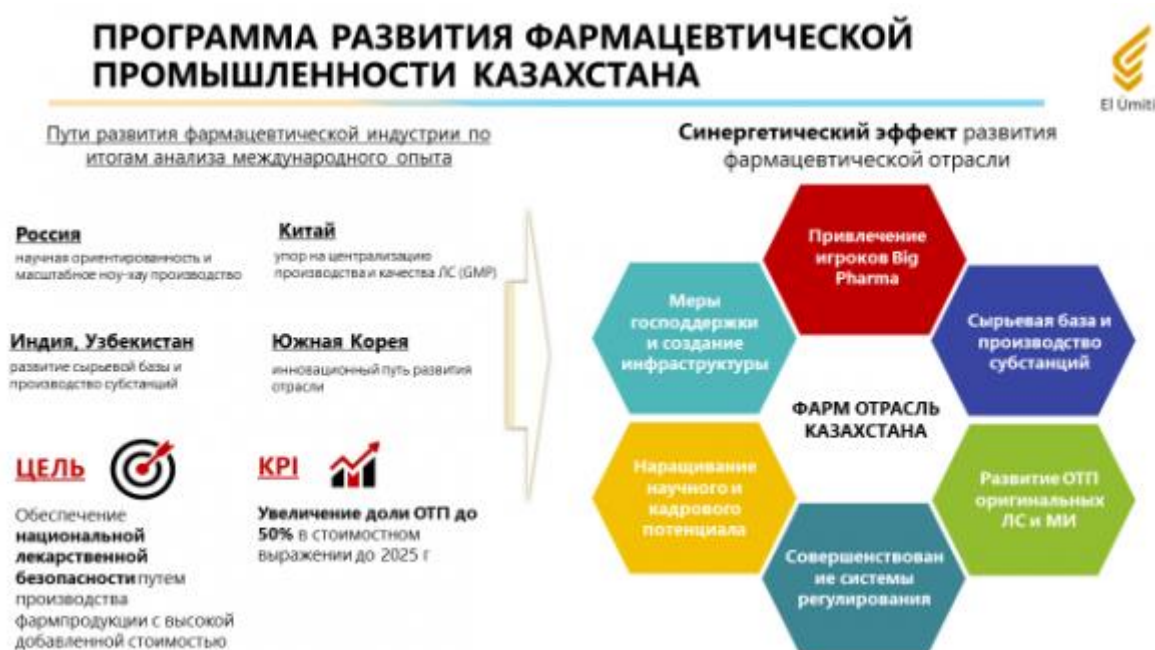 ПРОГРАММА РАЗВИТИЯ ФАРМАЦЕВТИЧЕСКОЙ
ПРОМЫШЛЕННОСТИ КАЗАХСТАНА
El Úmiti
Пути развития фармацевтической индустрии по
итогам анализа международного опыта
Россия
научная ориентированность и
масштабное ноу-хау производство
Китай
упор на централизацию
производства и качества ЛС (GMP)
Индия, Узбекистан
развитие сырьевой базы и
производство субстанций
Южная Корея
инновационный путь развития
отрасли
ЦЕЛЬ
Обеспечение
национальной
лекарственной
безопасности путем
производства
фармпродукции с высокой
добавленной стоимостью
KPI
Увеличение доли ОТП до
50% в стоимостном
выражении до 2025 г
Синергетический эффект развития
фармацевтической отрасли
Привлечение
игроков Big
Pharma
Меры
господдержки
и создание
инфраструктуры
Сырьевая база и
производство
субстанций
ФАРМ ОТРАСЛЬ
КАЗАХСТАНА
Наращивание
научного и
кадрового
потенциала
Развитие ОТП
оригинальных
ЛС и МИ
Совершенствован
ие системы
регулирования